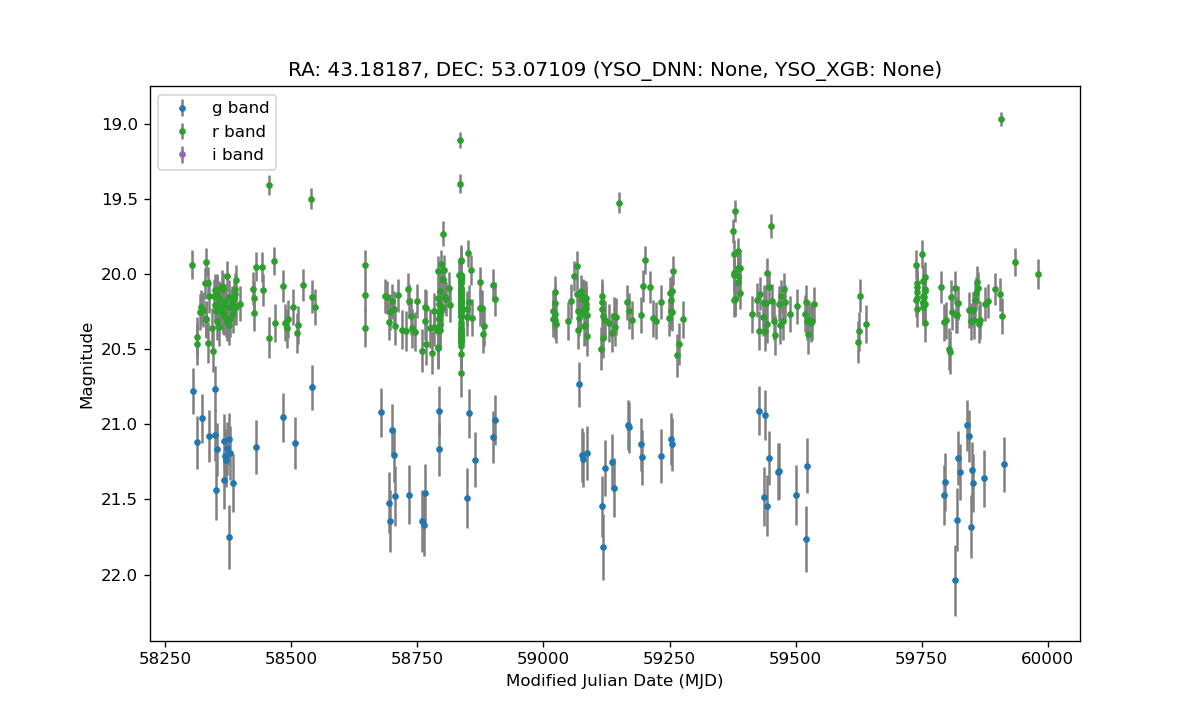 RA: 43.18187, DEC: 53.07109 (YSO_DNN: None, YSO_XGB: None)
g band
r band
i band
19.0
19.5
20.0
20.5
21.0
21.5
22.0
Magnitude
58250
58500
58750
59000
59250
59500
59750
60000
Modified Julian Date (MJD)